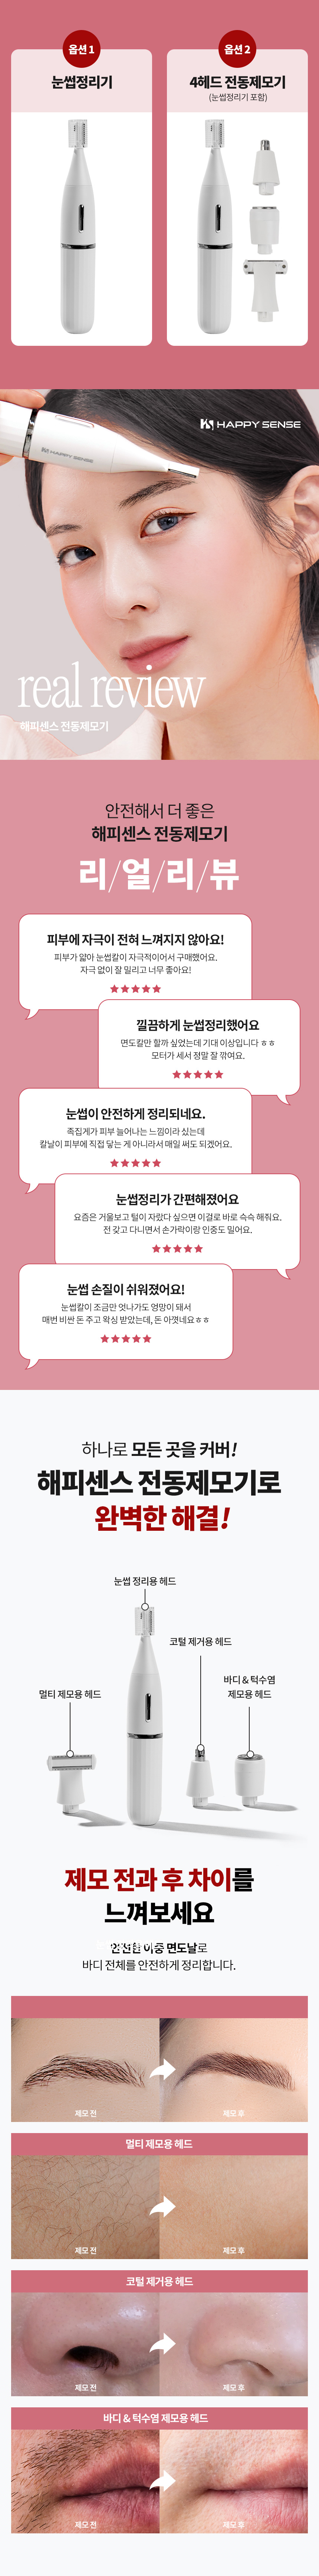 옵션 1
눈썹정리기
옵션 2
4헤드 전동제모기
(눈썹정리기 포함)
HAPPY SENSE
HAPPY SENSE
real review
해피센스 전동제모기
안전해서 더 좋은
해피센스 전동제모기
리/얼/리/뷰
피부에 자극이 전혀 느껴지지 않아요!
피부가 얇아 눈썹칼이 자극적이어서 구매했어요.
자극 없이 잘 밀리고 너무 좋아요!
★★★★★
낄끔하게 눈썹정리했어요
면도칼만 할까 싶었는데 기대 이상입니다 ㅎㅎ
모터가 세서 정말 잘 깎여요.
★★★★★
눈썹이 안전하게 정리되네요.
족집게가 피부 늘어나는 느낌이라 싫었는데
칼날이 피부에 직접 닿는 게 아니라서 매일 써도 되겠어요.
★★★★★
눈썹정리가 간편해졌어요
요즘은 거울보고 털이 자랐다 싶으면 이걸로 바로 슥슥 해줘요.
전 갖고 다니면서 손가락이랑 인중도 밀어요.
★★★★★
눈썹 손질이 쉬워졌어요!
눈썹칼이 조금만 엇나가도 엉망이 돼서
매번 비싼 돈 주고 왁싱 받았는데, 돈 아꼇네요ㅎㅎ
★★★★★
하나로 모든 곳을 커버!
해피센스 전동제모기로
완벽한 해결!
눈썹 정리용 헤드
코털 제거용 헤드
바디 & 턱수염
제모용 헤드
멀티 제모용 헤드
제모 전과 후 차이를
느껴보세요
안전한 이중 면도날로
바디 전체를 안전하게 정리합니다.
제모 전
제모 후
멀티 제모용 헤드
제모 전
제모 후
코털 제거용 헤드
제모 전
제모 후
바디 & 턱수염 제모용 헤드
제모 전
제모 후